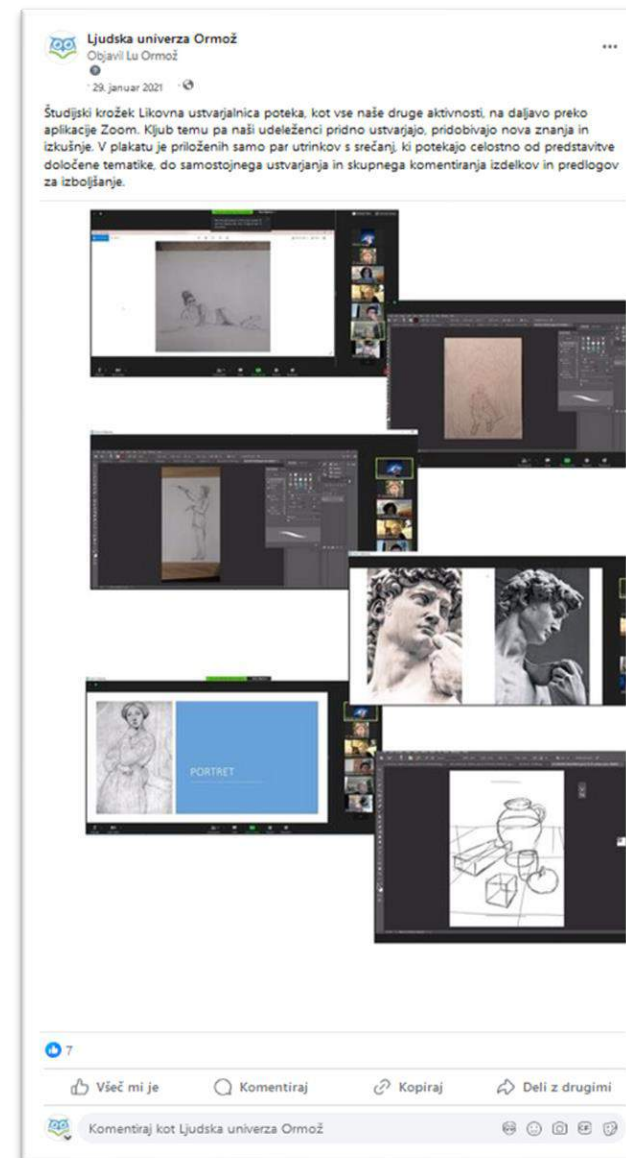 Ljudska univerza Ormož
Objavil Lu Ormož
29. januar 2021
Študijski krožek Likovna ustvarjalnica poteka, kot vse naše druge aktivnosti, na daljavo preko
aplikacije Zoom. Kljub temu pa naši udeleženci pridno ustvarjajo, pridobivajo nova znanja in
izkušnje. V plakatu je priloženih samo par utrinkov s srečanj, ki potekajo celostno od predstavitve
določene tematike, do samostojnega ustvarjanja in skupnega komentiranja izdelkov in predlogov
za izboljšanje.
PORTRET
7
Všeč mi je
Komentiraj
Kopiraj
Deli z drugimi
Komentiraj kot Ljudska univerza Ormož